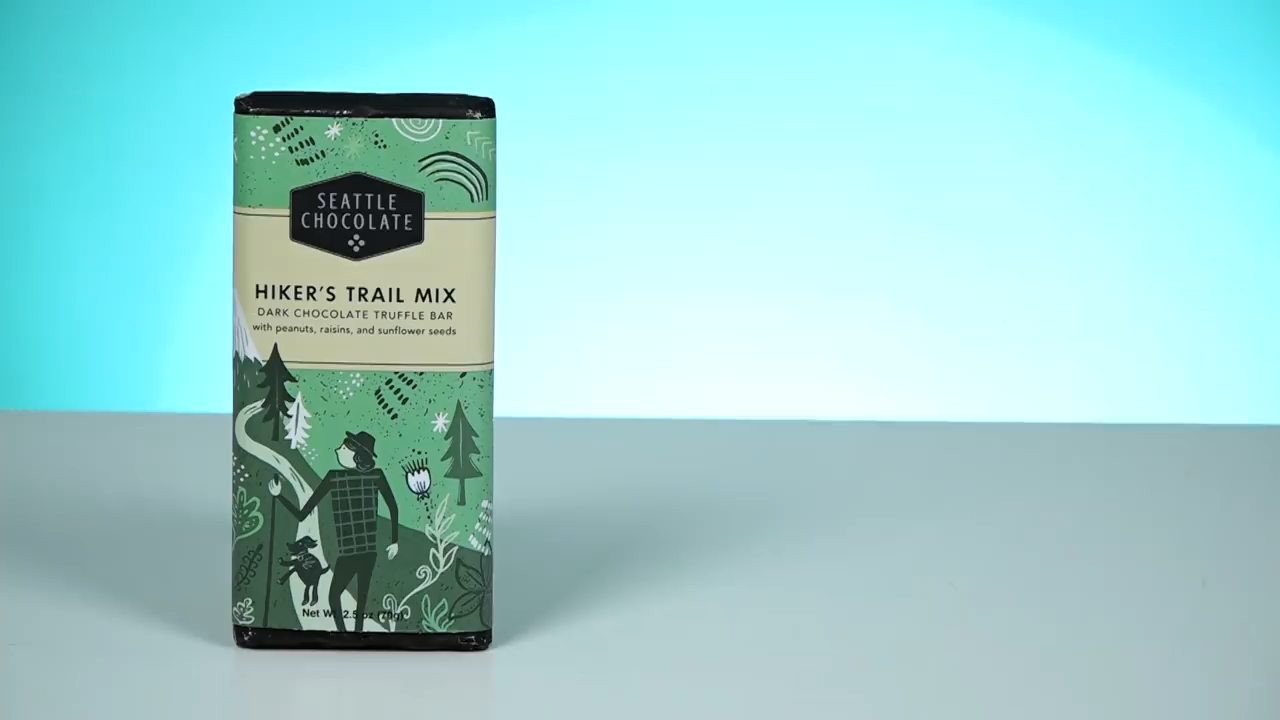 SEATTLE
CHOCOLATE
HIKER'S TRAIL MIX
DARK CHOCOLATE TRUFFLE BAR
with peanuts, raisins, and sunflower seeds
Net Wt 2.5 oz (70g)